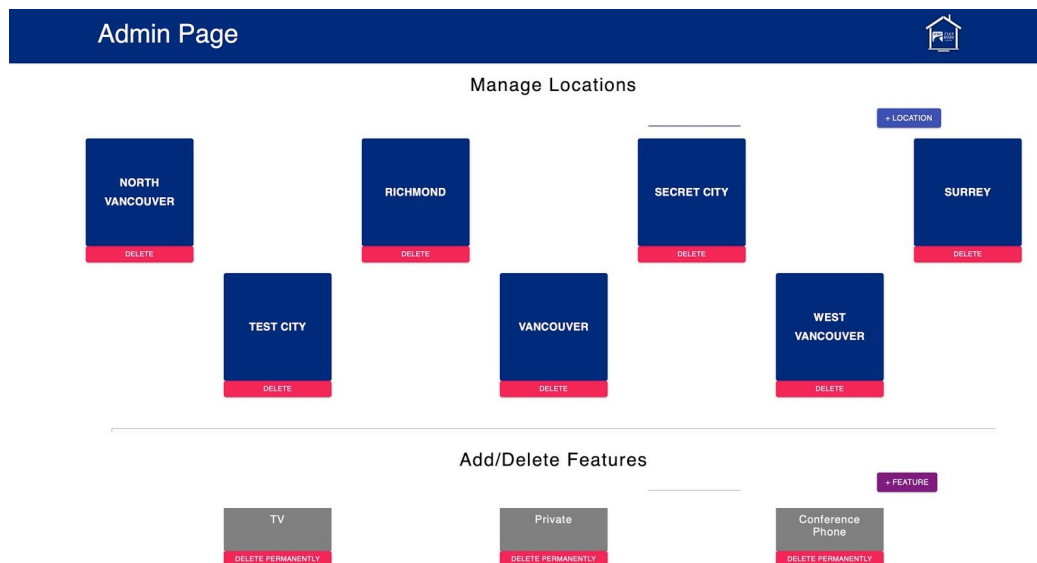 Admin Page
Manage Locations
+ LOCATION
NORTH
VANCOUVER
DELETE
RICHMOND
DELETE
SECRET CITY
DELETE
SURREY
DELETE
TEST CITY
DELETE
VANCOUVER
DELETE
WEST
VANCOUVER
DELETE
Add/Delete Features
+ FEATURE
TV
DELETE PERMANENTLY
Private
DELETE PERMANENTLY
Conference
Phone
DELETE PERMANENTLY